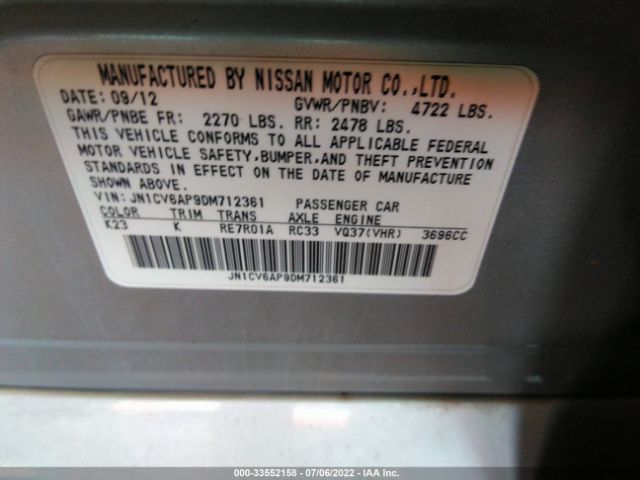 MANUFACTURED BY NISSAN MOTOR CO.,LTD.
DATE: 09/12 GVWR/PNBV: 4722 LBS.
GAWR/PNBE FR: 2270 LBS. RR: 2478 LBS.
THIS VEHICLE CONFORMS TO ALL APPLICABLE FEDERAL
MOTOR VEHICLE SAFETY,BUMPER,AND THEFT PREVENTION
STANDARDS IN EFFECT ON THE DATE OF MANUFACTURE
SHOWN ABOVE.
VIN: JN1CV6AP9DM712361 PASSENGER CAR
COLOR TRIM TRANS AXLE ENGINE
K23 K RE7R01A RC33 VQ37(VHR) 3696CC
JN1CV6AP9DM712361
000-33552158 - 07/06/2022 - IAA Inc.